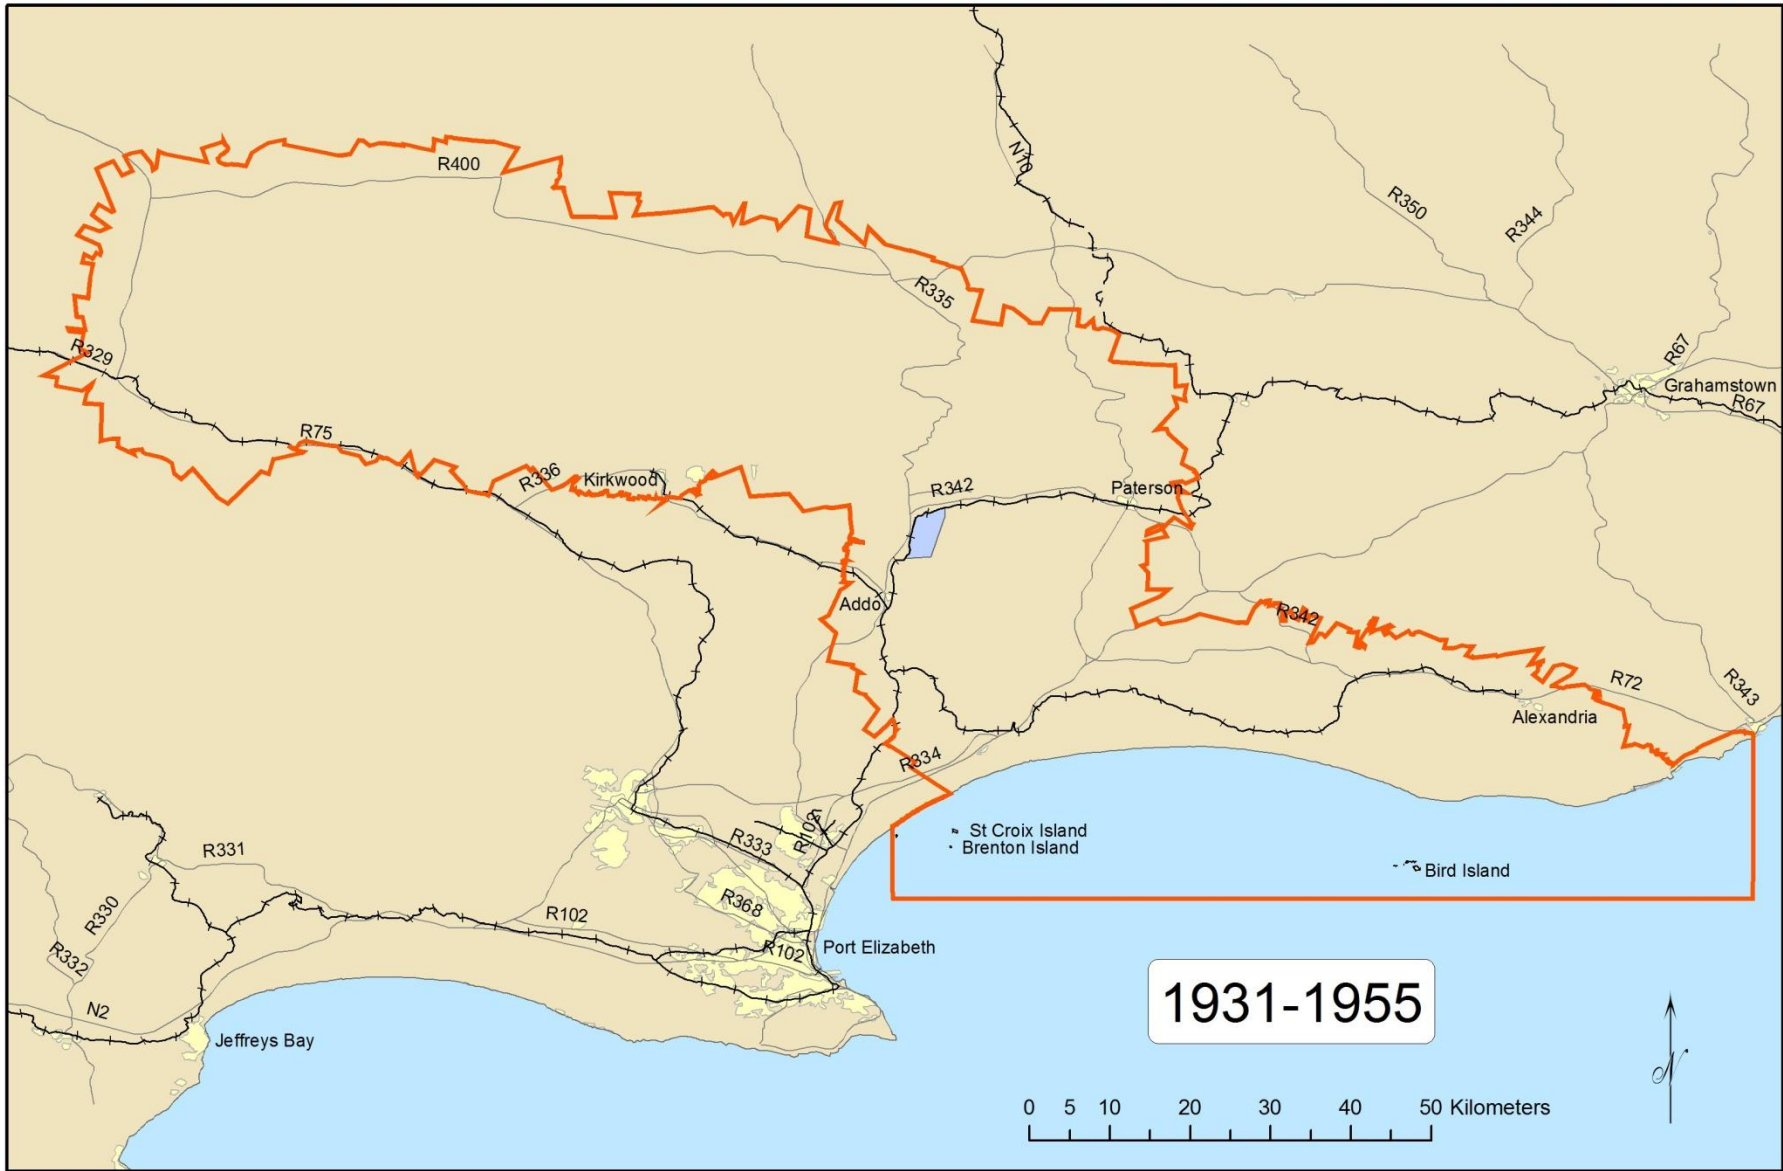 R400
N10
R350
R344
R335
R329
R67
Grahamstown
R67
R75
R336
Kirkwood
R342
Paterson
Addo
R342
R72
R343
Alexandria
R334
St Croix Island
Brenton Island
Bird Island
R102
R333
R331
R368
R330
R102
R102
Port Elizabeth
R332
N2
Jeffreys Bay
1931-1955
N
0 5 10 20 30 40 50 Kilometers